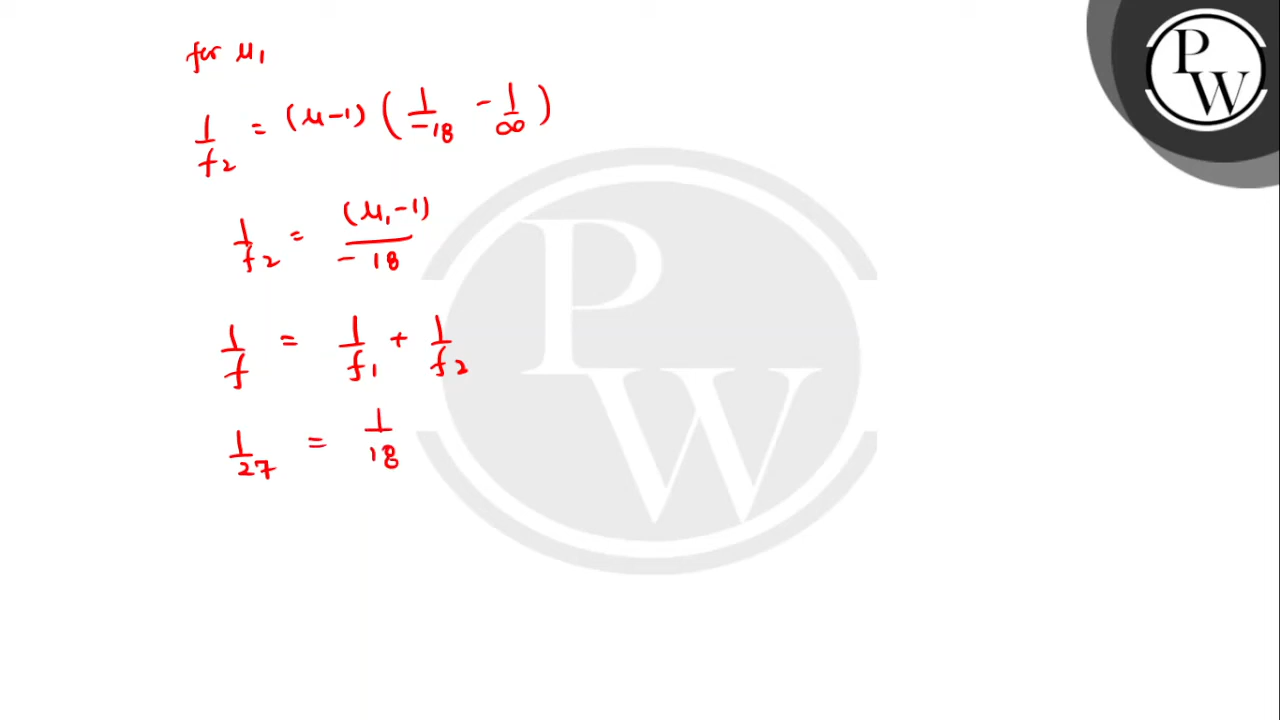 PW
for μ₁
1/f₂ = (μ-1) (1/-18 - 1/∞)
1/f₂ = (μ₁-1)/-18
1/f = 1/f₁ + 1/f₂
1/27 = 1/18
PW